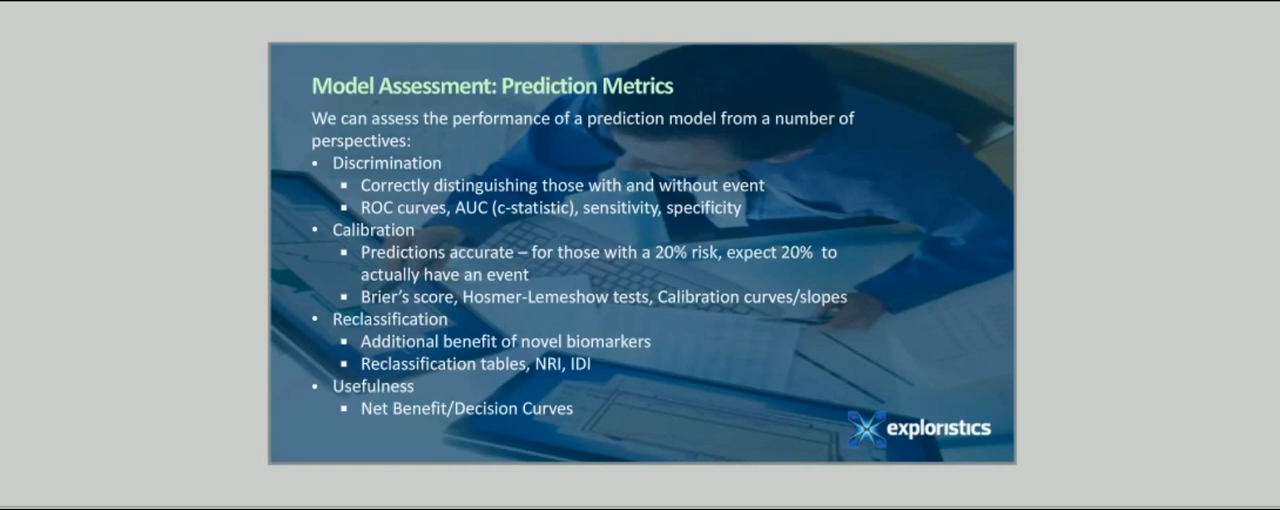 Model Assessment: Prediction Metrics
We can assess the performance of a prediction model from a number of
perspectives:
• Discrimination
▪ Correctly distinguishing those with and without event
▪ ROC curves, AUC (c-statistic), sensitivity, specificity
• Calibration
▪ Predictions accurate – for those with a 20% risk, expect 20% to
actually have an event
▪ Brier’s score, Hosmer-Lemeshow tests, Calibration curves/slopes
• Reclassification
▪ Additional benefit of novel biomarkers
▪ Reclassification tables, NRI, IDI
• Usefulness
▪ Net Benefit/Decision Curves
exploristics